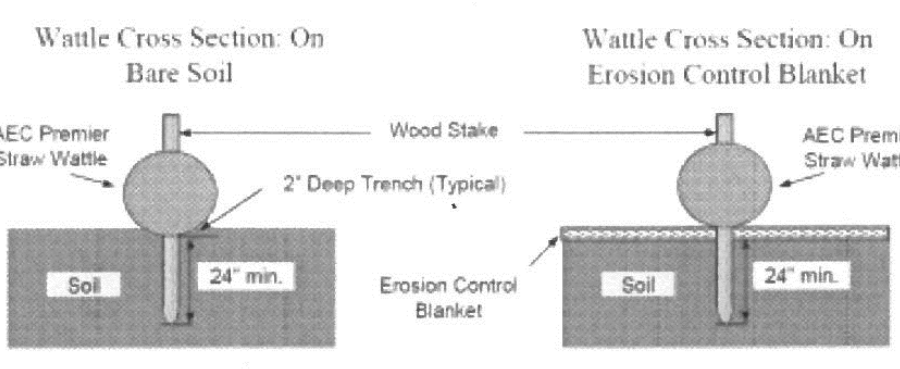 Wattle Cross Section: On
Bare Soil
Wattle Cross Section: On
Erosion Control Blanket
AEC Premier
Straw Wattle
Wood Stake
AEC Premi
Straw Watt
2" Deep Trench (Typical)
Soil
24" min.
Erosion Control
Blanket
Soil
24" min.